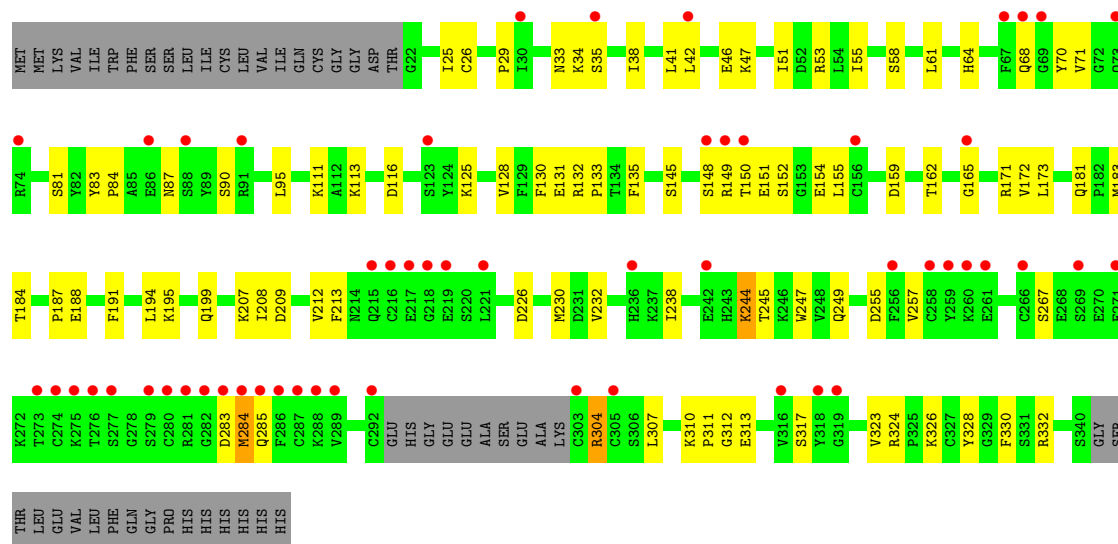 MET MET LYS VAL ILE TRP PHE SER SER LEU ILE CYS LEU VAL ILE GLN CYS GLY GLY ASP THR G22 I25 C26 P29 I30 N33 K34 S35 I38 L41 L42 E46 K47 I51 D52 R53 L54 I55 S58 L61 H64 F67 Q68 G69 Y70 V71 G72 Q73
R74 S81 Y82 Y83 P84 A85 E86 N87 S88 Y89 S90 R91 L95 K111 A112 K113 D116 S123 Y124 K125 V128 F129 F130 E131 R132 P133 T134 F135 S145 S148 R149 T150 E151 S152 G153 E154 L155 C156 D159 T162 G165 R171 V172 L173 Q181 P182 M183
T184 P187 E188 F191 L194 K195 Q199 K207 I208 D209 V212 F213 N214 Q215 C216 E217 G218 E219 S220 L221 D226 M230 D231 V232 H236 K237 I238 E242 H243 K244 T245 K246 W247 V248 Q249 D255 F256 V257 C258 Y259 K260 E261 C266 S267 E268 S269 E270
K272 T273 C274 K275 T276 S277 G278 S279 C280 R281 G282 D283 M284 Q285 F286 C287 K288 V289 C292 GLU HIS GLY GLU GLU ALA SER GLU ALA LYS C303 R304 C305 S306 L307 K310 P311 G312 E313 V316 S317 Y318 G319 V323 R324 P325 K326 C327 Y328 G329 F330 S331 R332 S340 GLY SER
THR LEU GLU VAL LEU PHE GLN GLY PRO HIS HIS HIS HIS HIS HIS